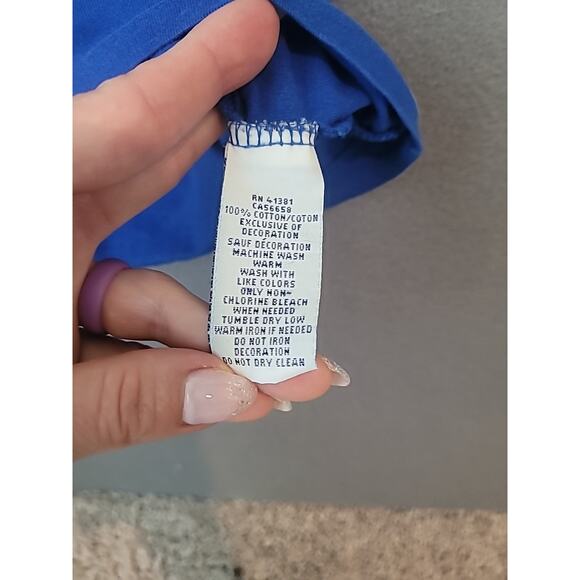 RN 41381
CA56658
100% COTTON/COTON
EXCLUSIVE OF
DECORATION
SAUF DÉCORATION
MACHINE WASH
WARM
WASH WITH
LIKE COLORS
ONLY NON-
CHLORINE BLEACH
WHEN NEEDED
TUMBLE DRY LOW
WARM IRON IF NEEDED
DO NOT IRON
DECORATION
DO NOT DRY CLEAN